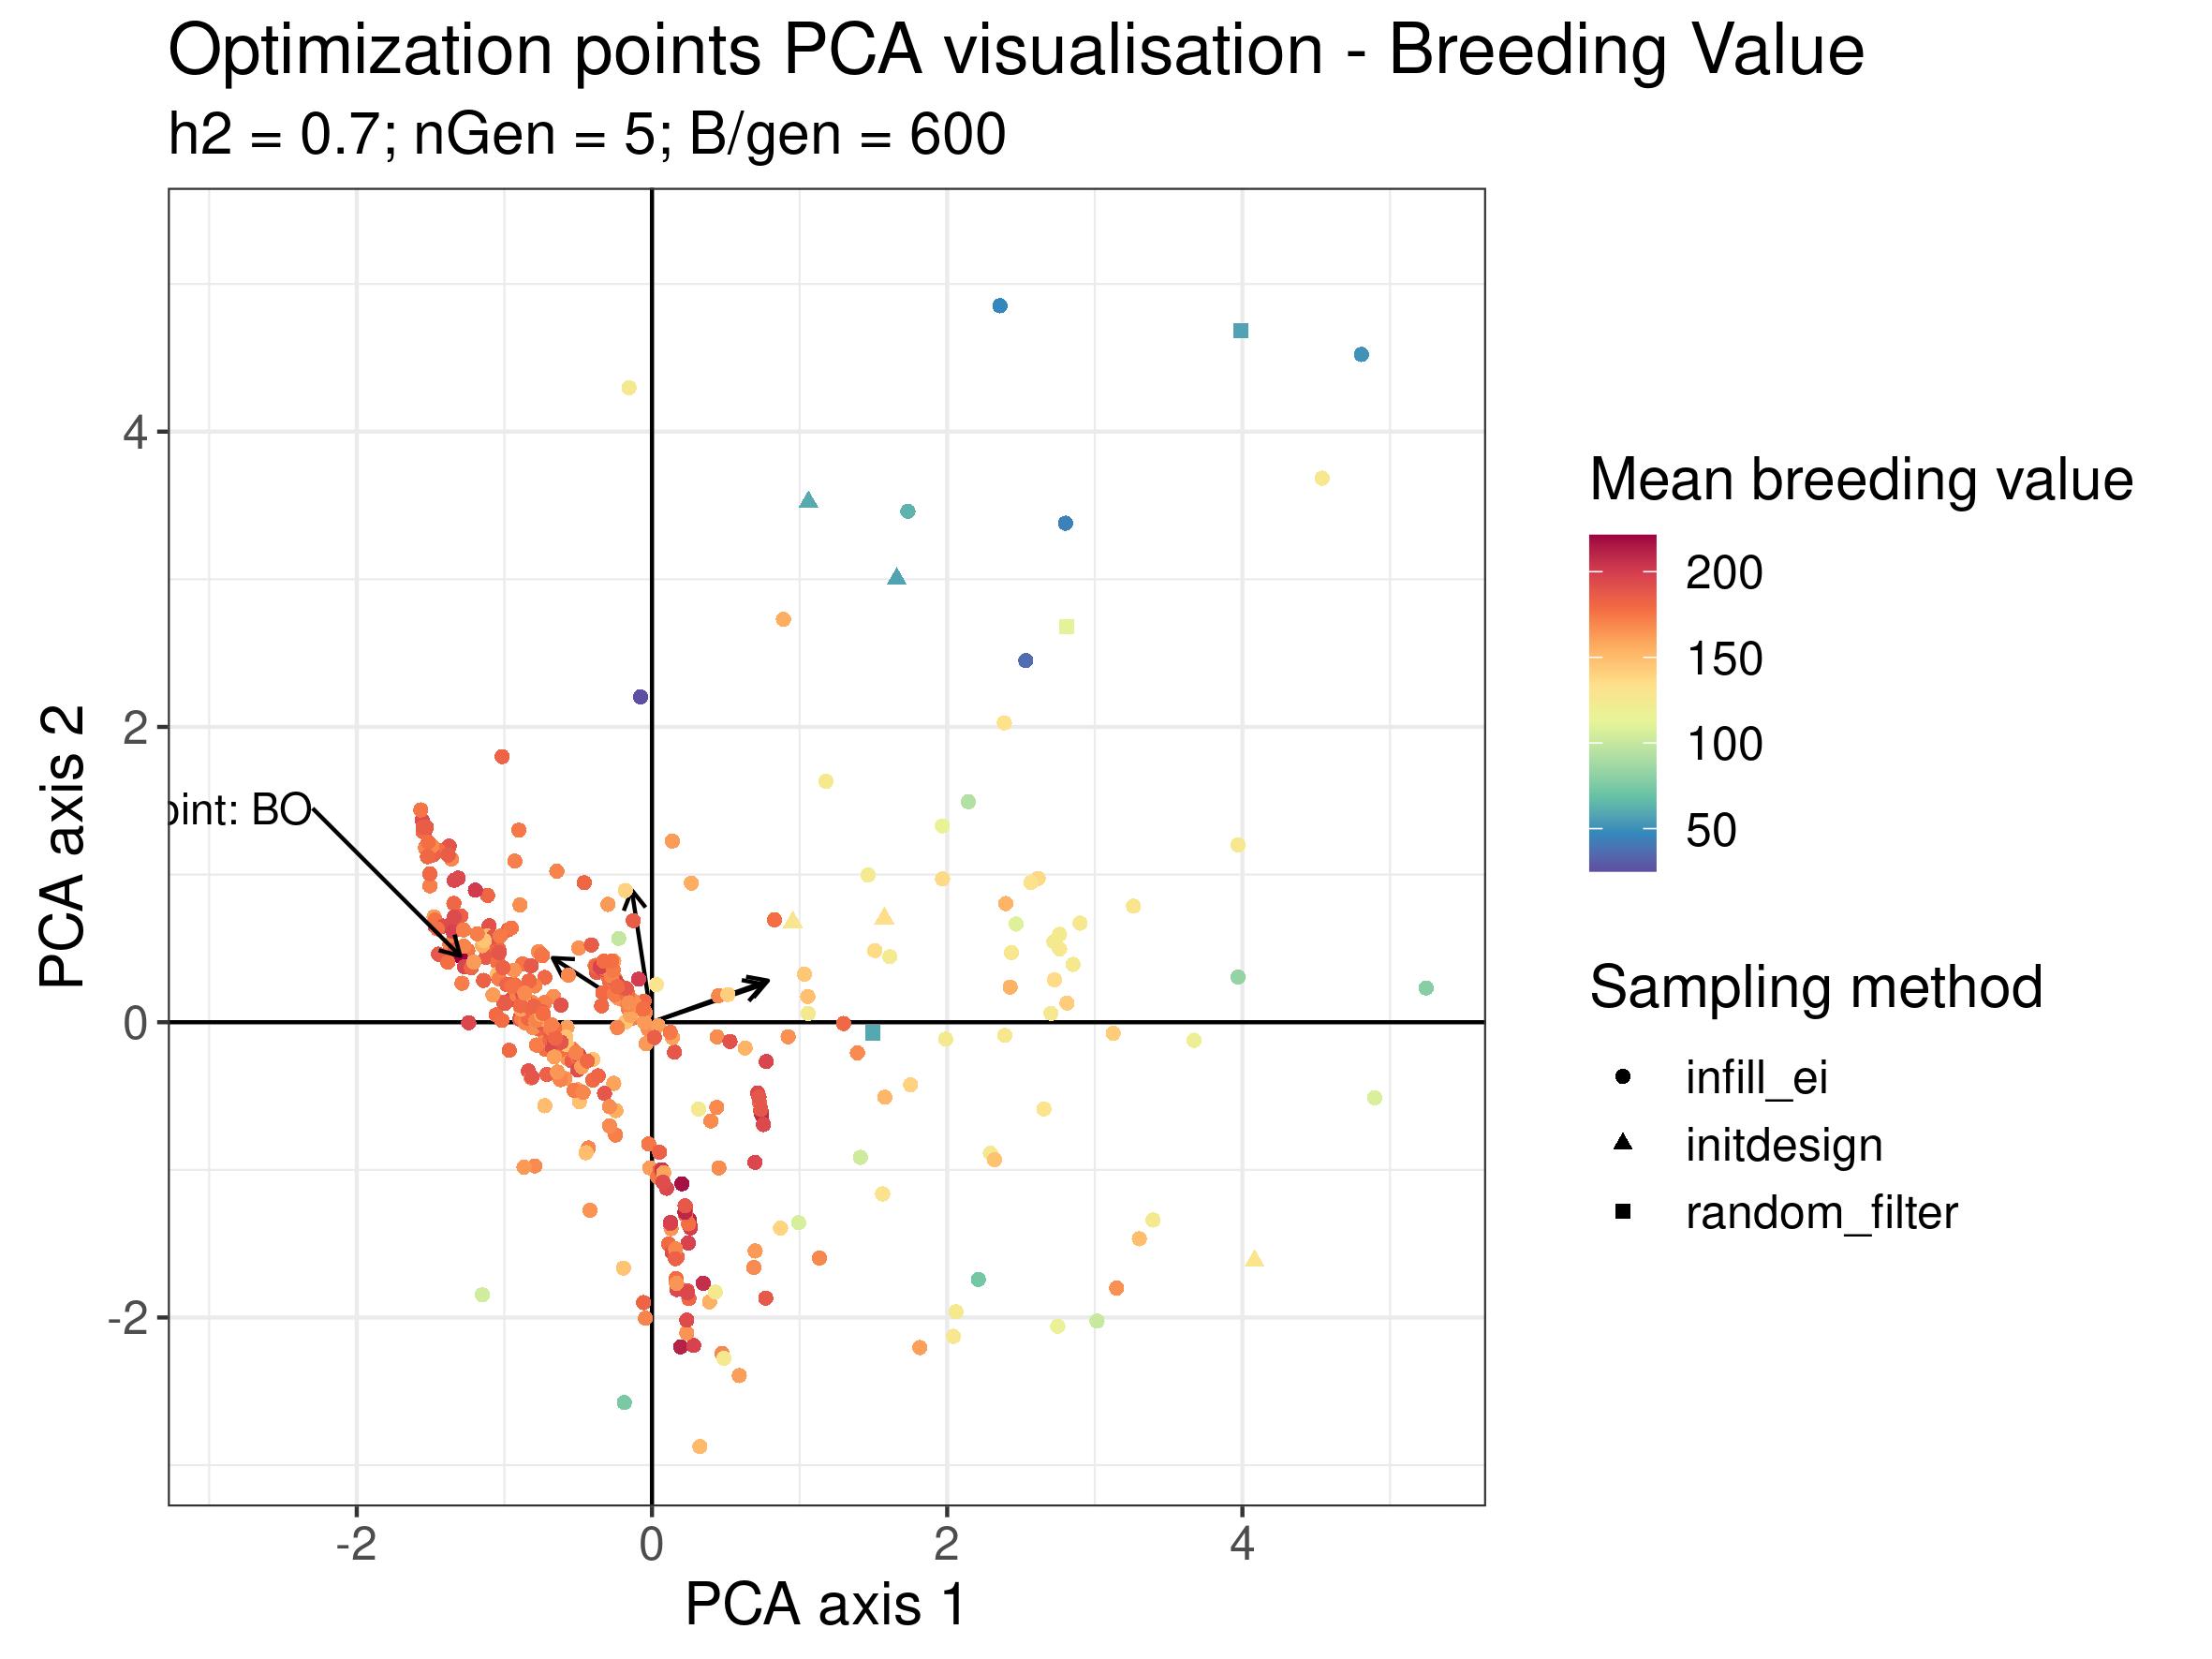 Optimization points PCA visualisation - Breeding Value
h2 = 0.7; nGen = 5; B/gen = 600
PCA axis 2
4
2
0
-2
oint: BO
-2
0
2
4
PCA axis 1
Mean breeding value
200
150
100
50
Sampling method
infill_ei
initdesign
random_filter